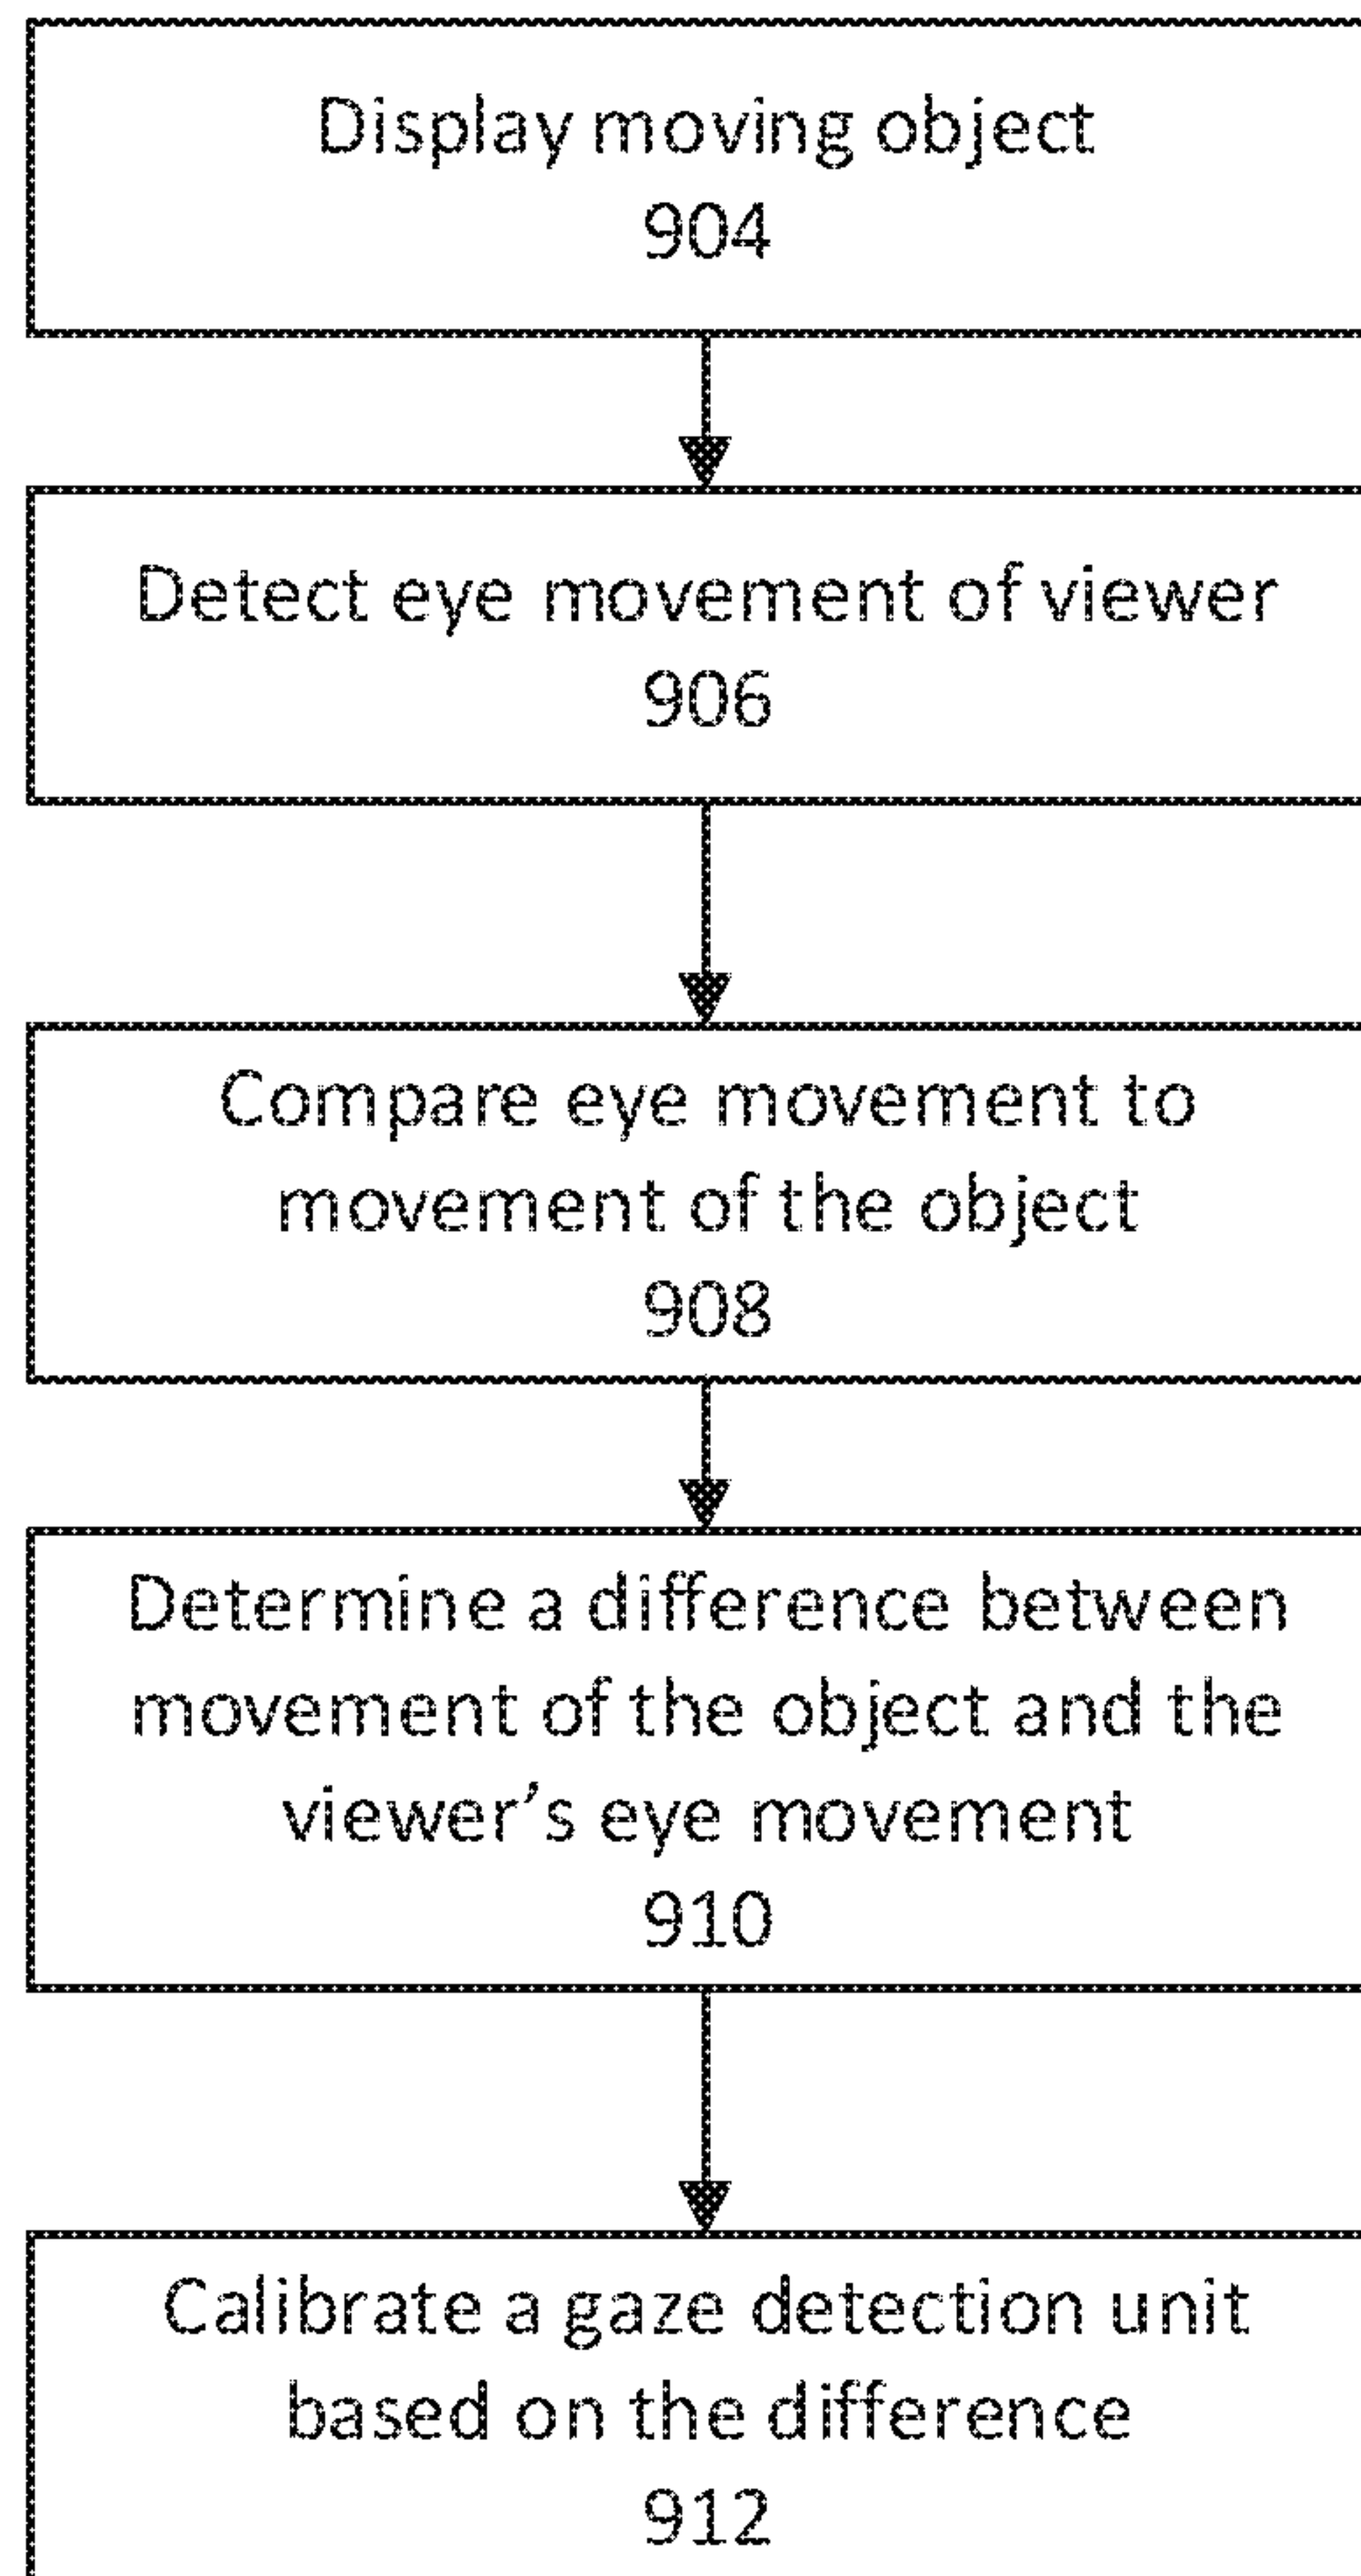 Display moving object
904
Detect eye movement of viewer
906
Compare eye movement to
movement of the object
908
Determine a difference between
movement of the object and the
viewer’s eye movement
910
Calibrate a gaze detection unit
based on the difference
912